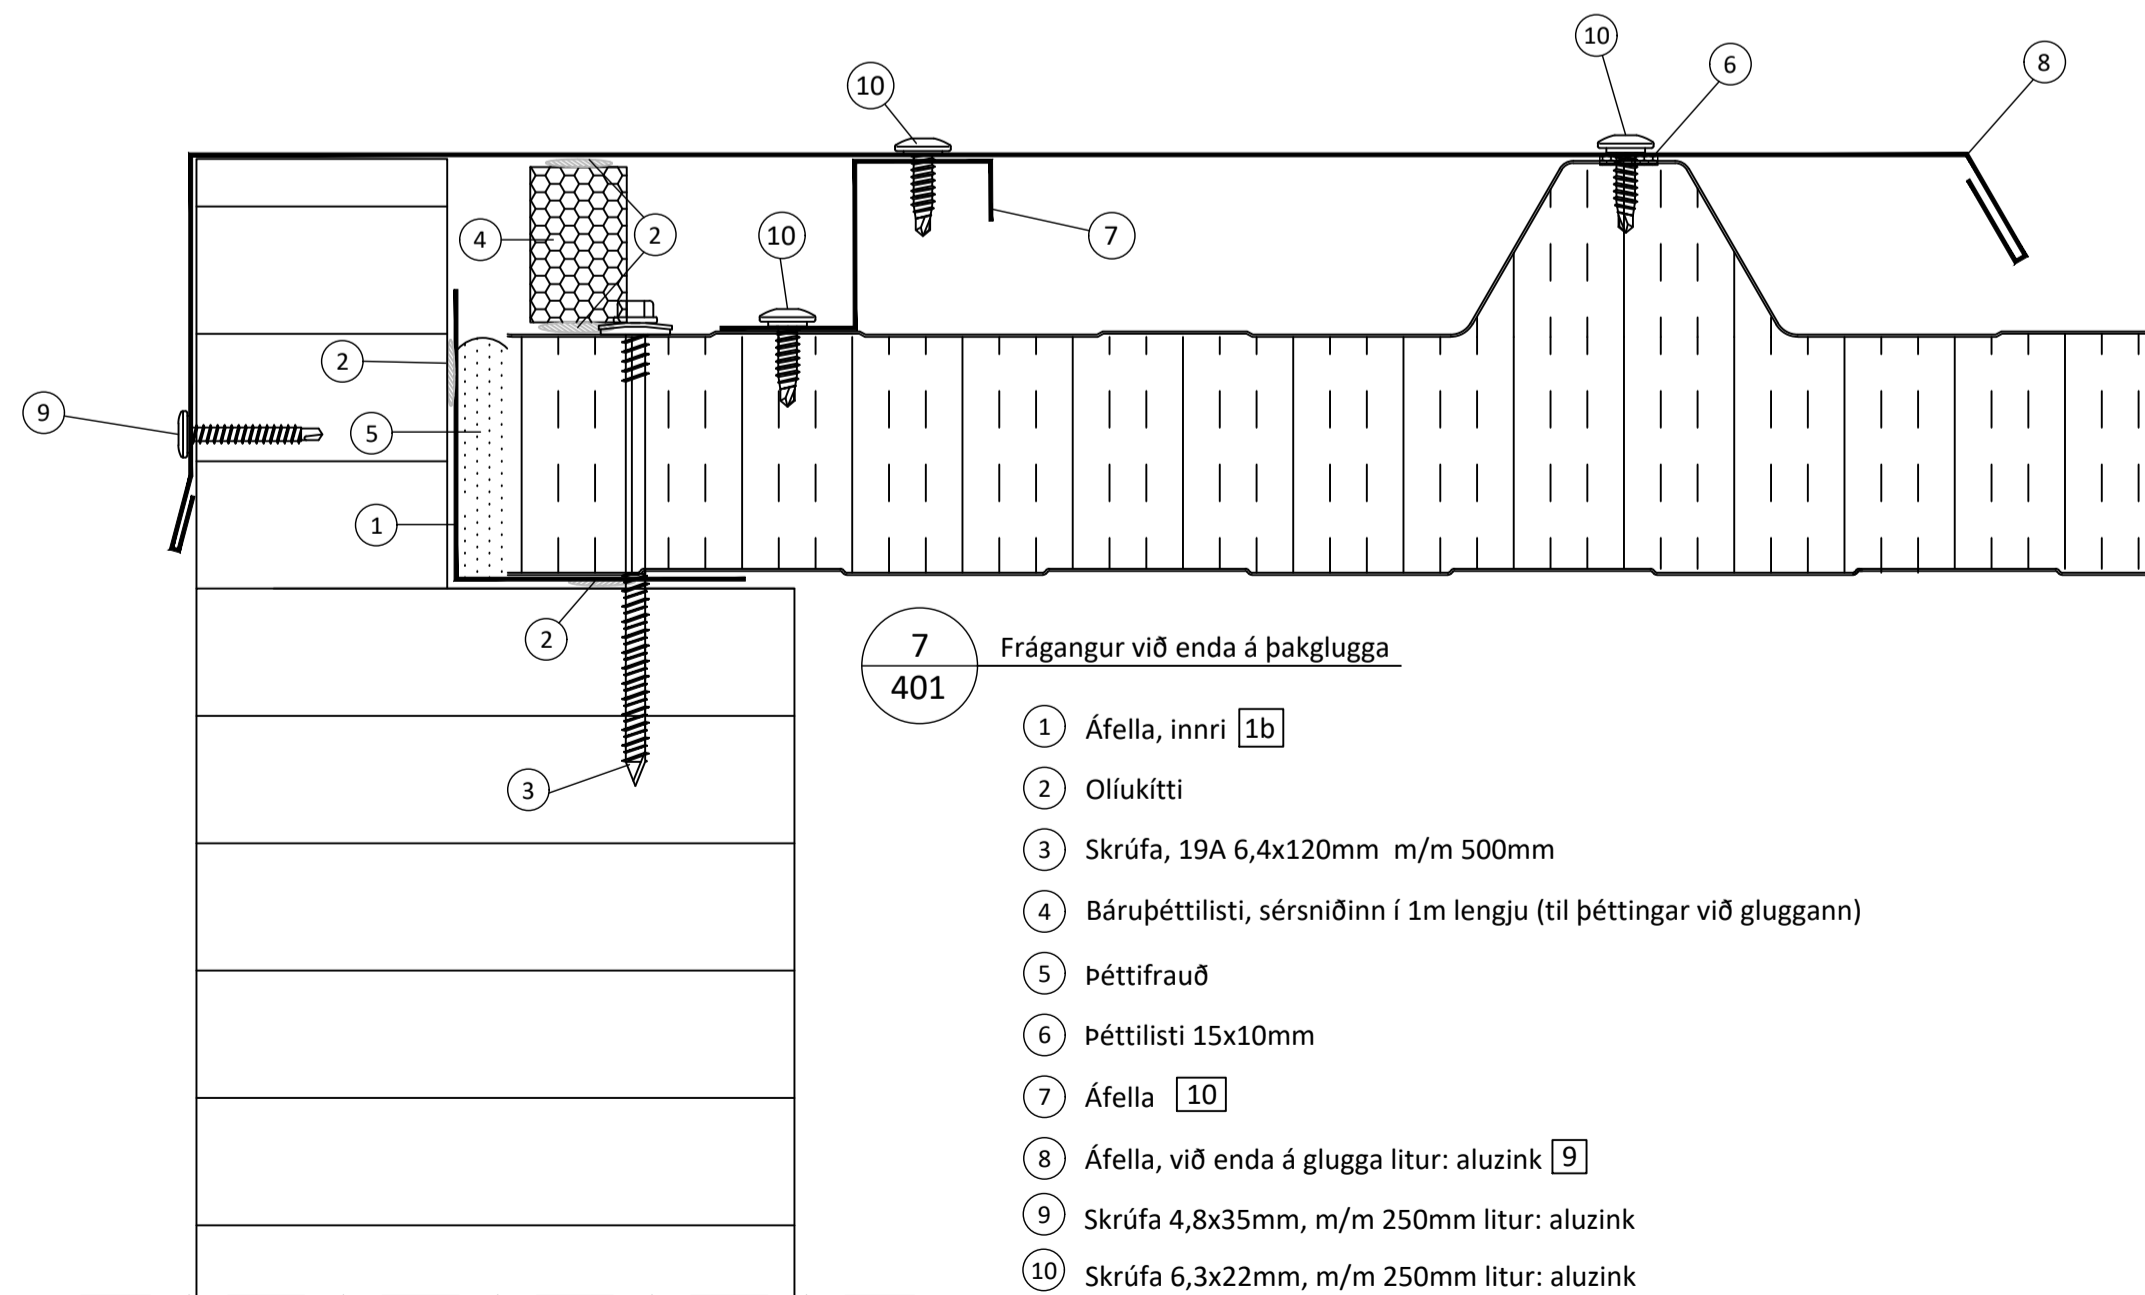 10
10
6
8
4
2
10
7
2
9
5
1
2
3
7
401
Frágangur við enda á þakglugga
1 Áfella, innri 1b
2 Olíukítti
3 Skrúfa, 19A 6,4x120mm m/m 500mm
4 Báruþéttilisti, sérsniðinn í 1m lengju (til þéttingar við gluggann)
5 Þéttifrauð
6 Þéttilisti 15x10mm
7 Áfella 10
8 Áfella, við enda á glugga litur: aluzink 9
9 Skrúfa 4,8x35mm, m/m 250mm litur: aluzink
10 Skrúfa 6,3x22mm, m/m 250mm litur: aluzink